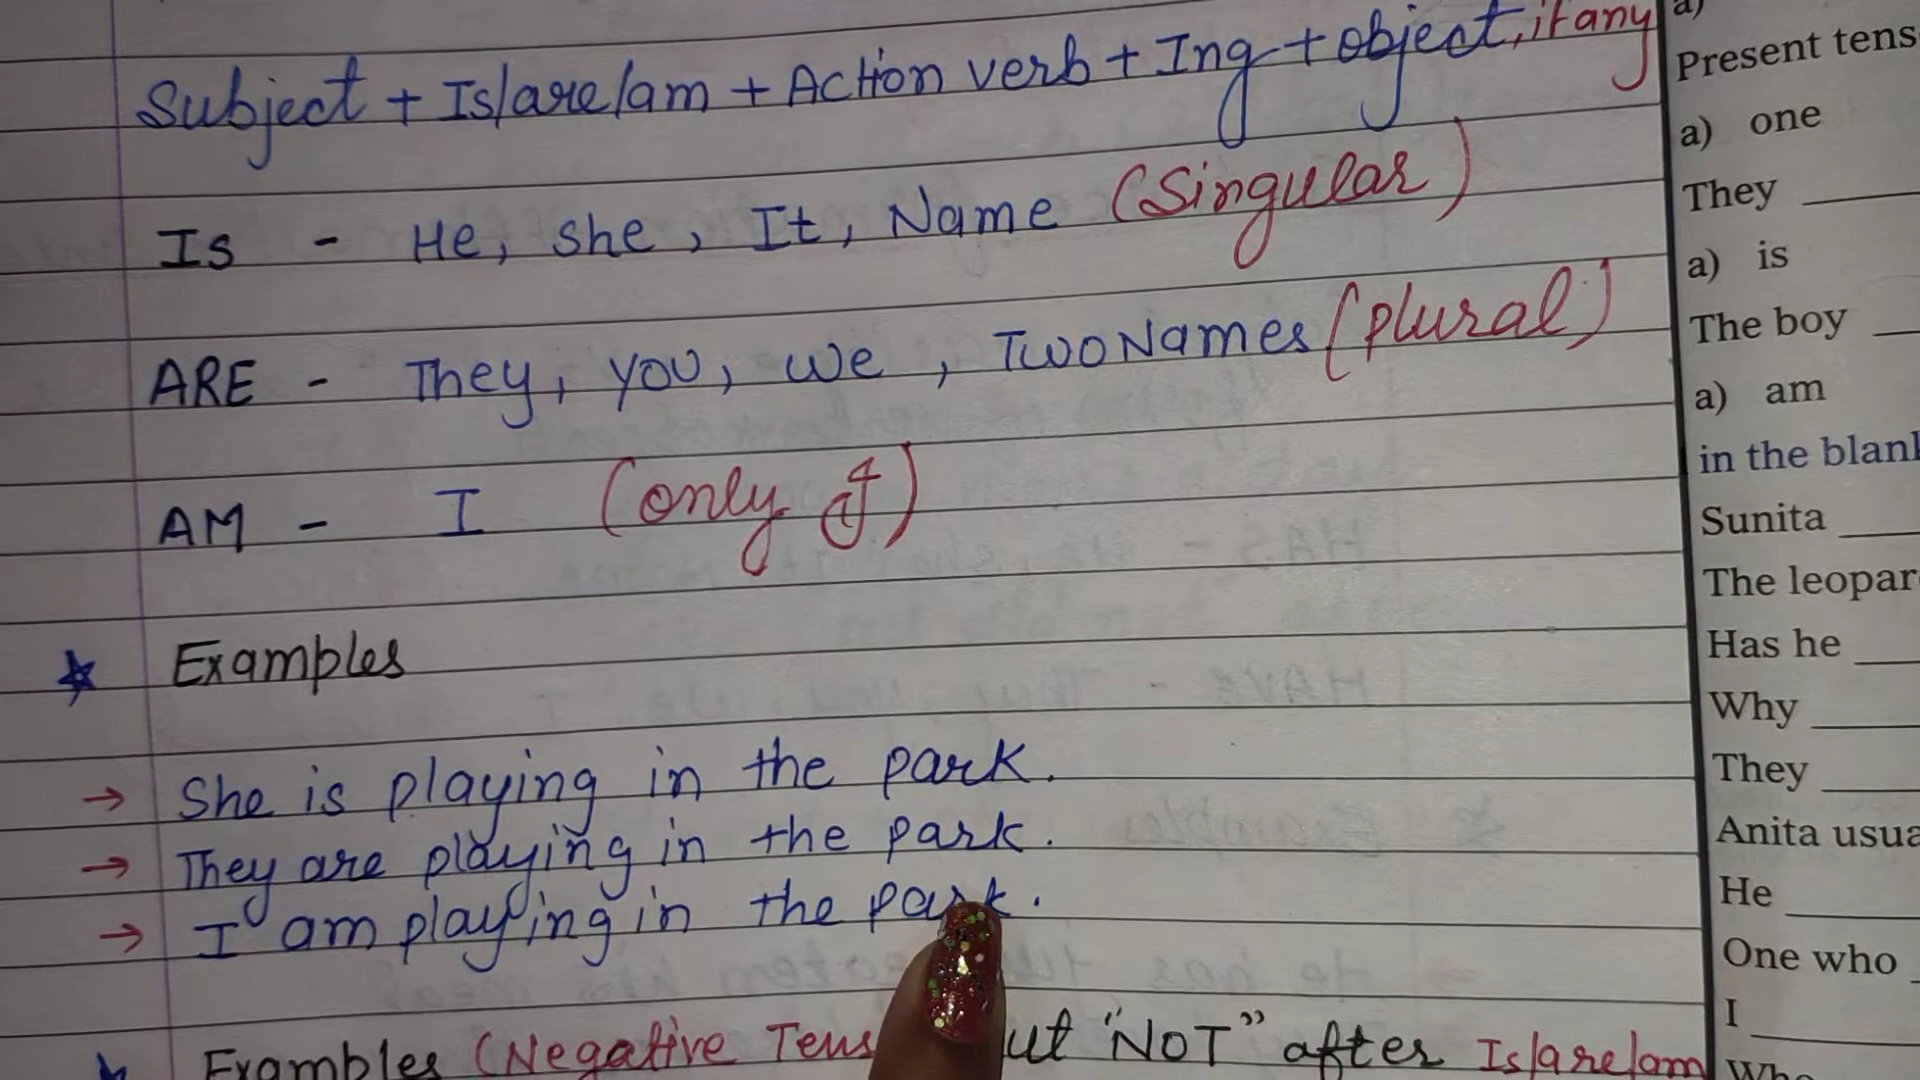 Subject + Is/are/am + Action verb + Ing + object, if any
Is - He, she, It, Name (Singular)
ARE - They, you, we, Two Names (plural)
AM - I (only I)
Examples
→ She is playing in the park.
→ They are playing in the park.
→ I am playing in the park.
Examples (Negative "NOT" after Is/are/am
a)
Present tens
a) one
They
a) is
The boy
a) am
in the blank
Sunita
The leopar
Has he
Why
They
Anita usua
He
One who
I
Who